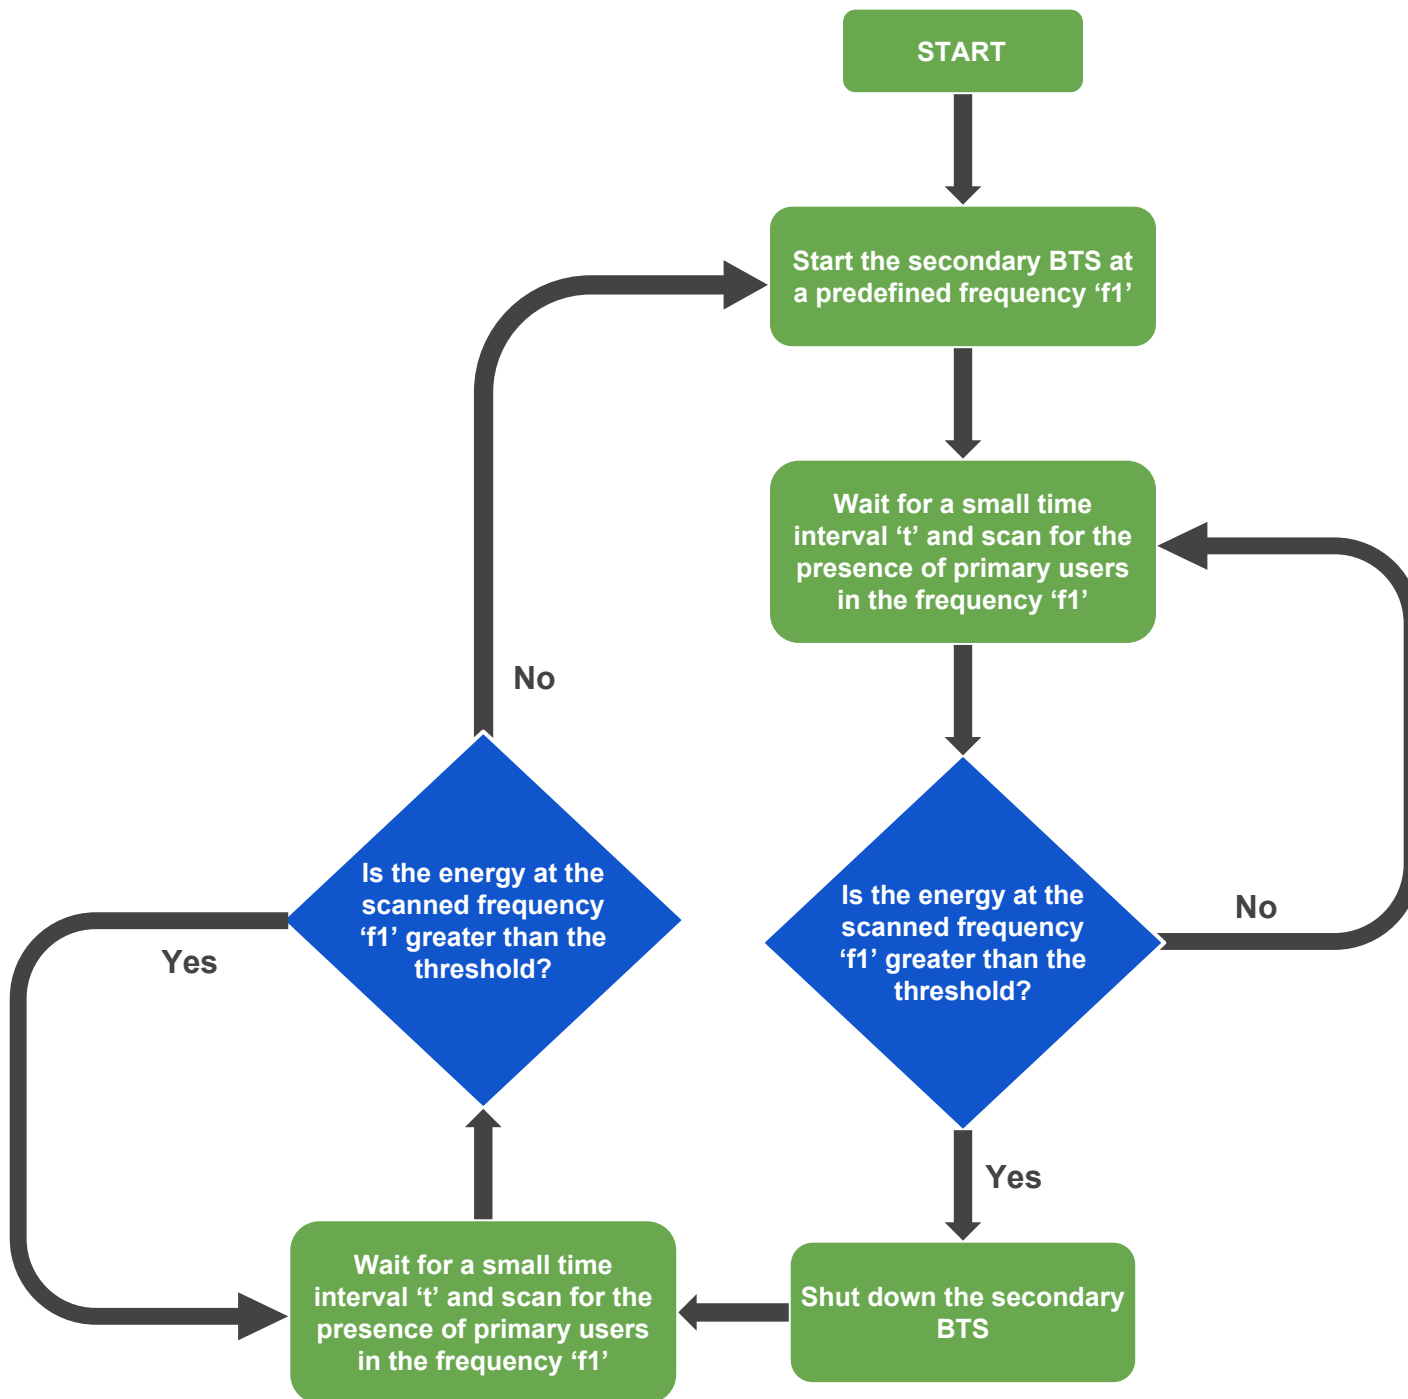 START
Start the secondary BTS at
a predefined frequency ‘f1’
Wait for a small time
interval ‘t’ and scan for the
presence of primary users
in the frequency ‘f1’
No
Is the energy at the
scanned frequency
‘f1’ greater than the
threshold?
Yes
Is the energy at the
scanned frequency
‘f1’ greater than the
threshold?
No
Yes
Wait for a small time
interval ‘t’ and scan for the
presence of primary users
in the frequency ‘f1’
Shut down the secondary
BTS